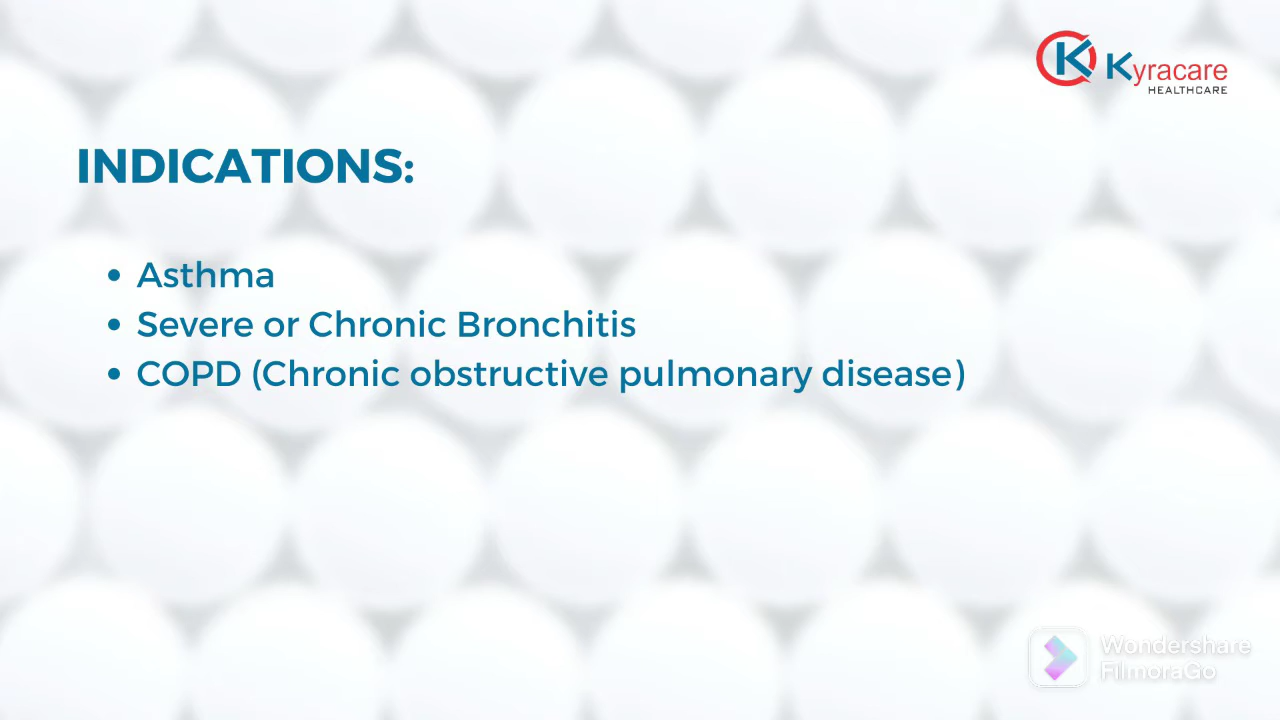 Kyracare
HEALTHCARE
INDICATIONS:
• Asthma
• Severe or Chronic Bronchitis
• COPD (Chronic obstructive pulmonary disease)
Wondershare
FilmoraGo